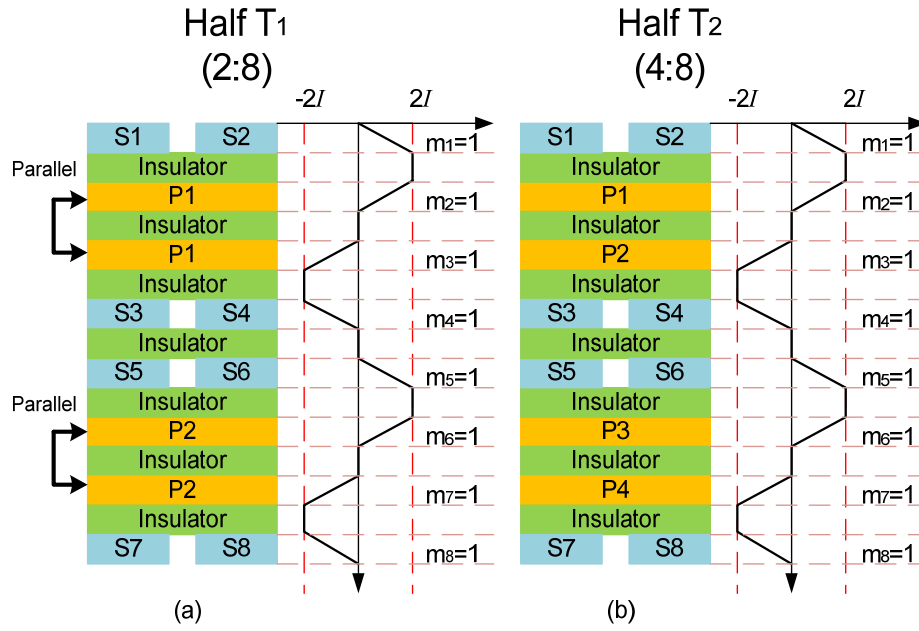 Half T1
(2:8)
-2I 2I
S1 S2
m1=1
Insulator
Parallel
P1
m2=1
Insulator
P1
m3=1
Insulator
S3 S4
m4=1
Insulator
S5 S6
m5=1
Insulator
Parallel
P2
m6=1
Insulator
P2
m7=1
Insulator
S7 S8
m8=1
(a)
Half T2
(4:8)
-2I 2I
S1 S2
m1=1
Insulator
P1
m2=1
Insulator
P2
m3=1
Insulator
S3 S4
m4=1
Insulator
S5 S6
m5=1
Insulator
P3
m6=1
Insulator
P4
m7=1
Insulator
S7 S8
m8=1
(b)